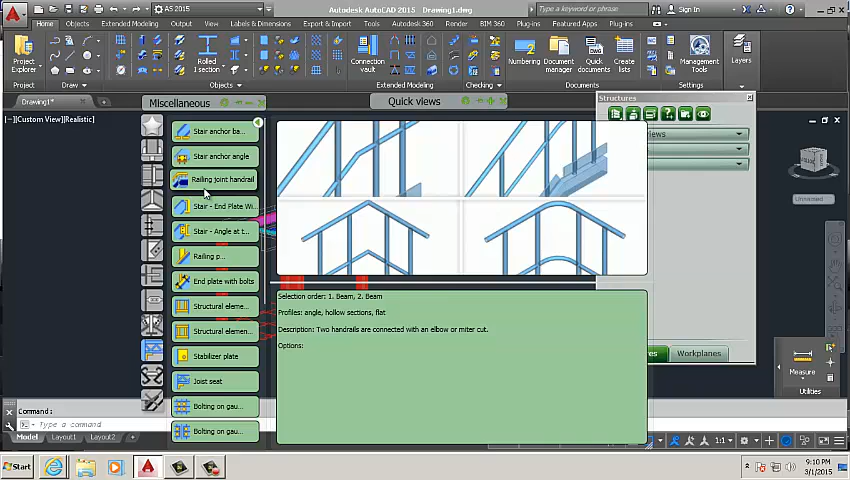 AS 2015
Autodesk AutoCAD 2015 Drawing1.dwg
Type a keyword or phrase
Sign In
Home
Objects
Extended Modeling
Output
View
Labels & Dimensions
Export & Import
Tools
Autodesk 360
Render
BIM 360
Plug-ins
Featured Apps
Project
Explorer
Rolled
I section
Connection
vault
Numbering
Document
manager
Quick
documents
Create
lists
Management
Tools
Layers
Project
Objects
Extended Modeling
Checking
Documents
Settings
Drawing1*
Miscellaneous
Quick views
Structures
[-][Custom View][Realistic]
Stair anchor ba...
Stair anchor angle
Railing joint handrail
Stair - End Plate Wi...
Stair - Angle at t...
Railing p...
End plate with bolts
Structural eleme...
Structural elemen...
Stabilizer plate
Joist seat
Bolting on gau...
Bolting on gau...
Selection order: 1. Beam, 2. Beam
Profiles: angle, hollow sections, flat
Description: Two handrails are connected with an elbow or miter cut.
Options:
Views
Unnamed
Workplanes
Measure
Utilities
Command:
Type a command
Model
Layout1
Layout2
1:1
Start
9:10 PM
3/1/2015